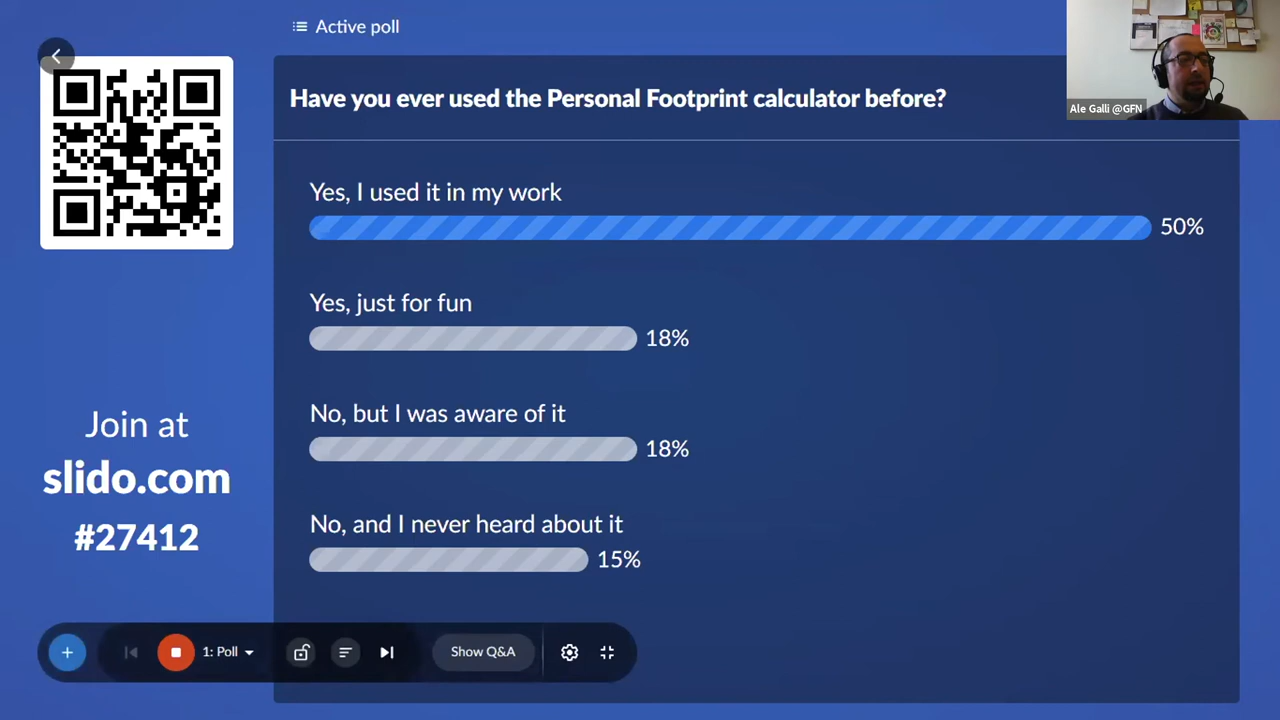 Active poll
Have you ever used the Personal Footprint calculator before?
Ale Galli @GFN
Yes, I used it in my work
50%
Yes, just for fun
18%
No, but I was aware of it
18%
No, and I never heard about it
15%
Join at
slido.com
#27412
1: Poll
Show Q&A